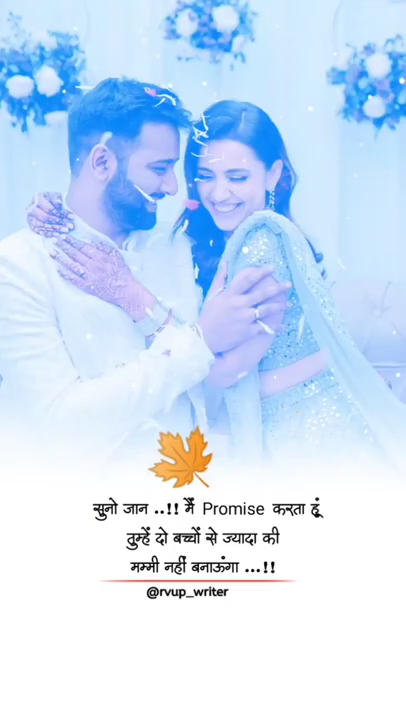 सुनो जान ..!! मैं Promise करता हूं
तुम्हें दो बच्चों से ज्यादा की
मम्मी नहीं बनाऊंगा ...!!
@rvup_writer